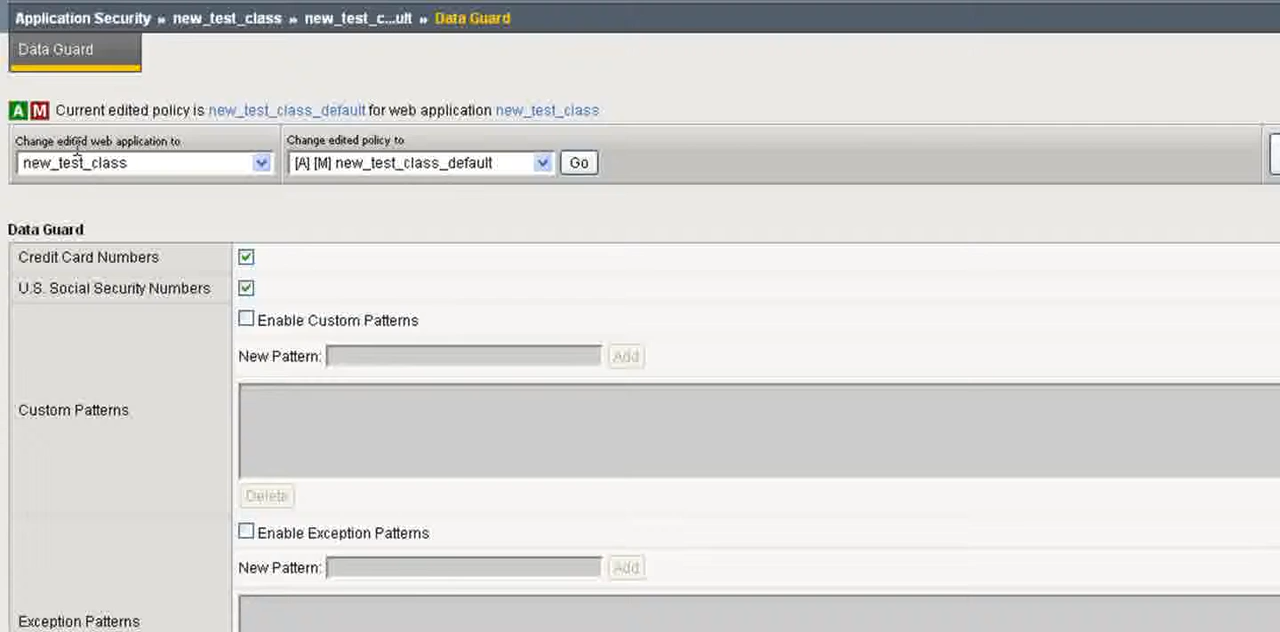 Application Security » new_test_class » new_test_c...ult » Data Guard
Data Guard
A M Current edited policy is new_test_class_default for web application new_test_class
Change edited web application to
Change edited policy to
new_test_class
[A] [M] new_test_class_default
Go
Data Guard
Credit Card Numbers
U.S. Social Security Numbers
Enable Custom Patterns
New Pattern:
Add
Custom Patterns
Delete
Enable Exception Patterns
New Pattern:
Add
Exception Patterns